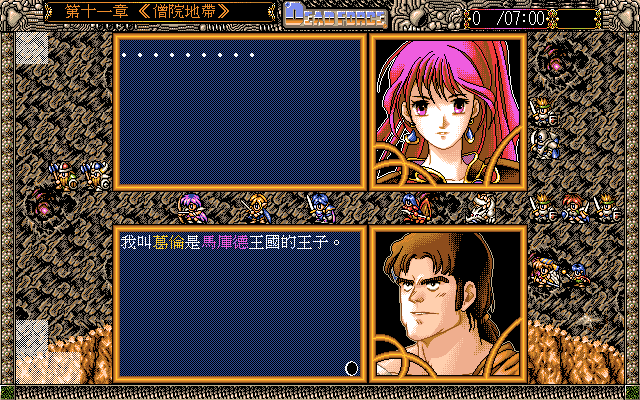 第十一章 《僧院地帶》
DEADFORCE
0 /07:00
.........
我叫葛倫是馬庫德王國的王子。